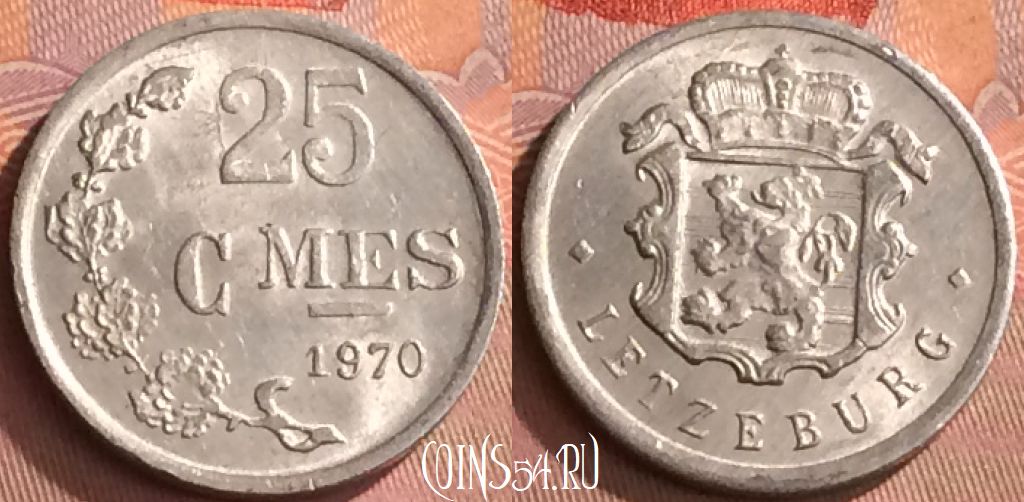 25
C MES
1970
LETZEBURG
COINS54.RU